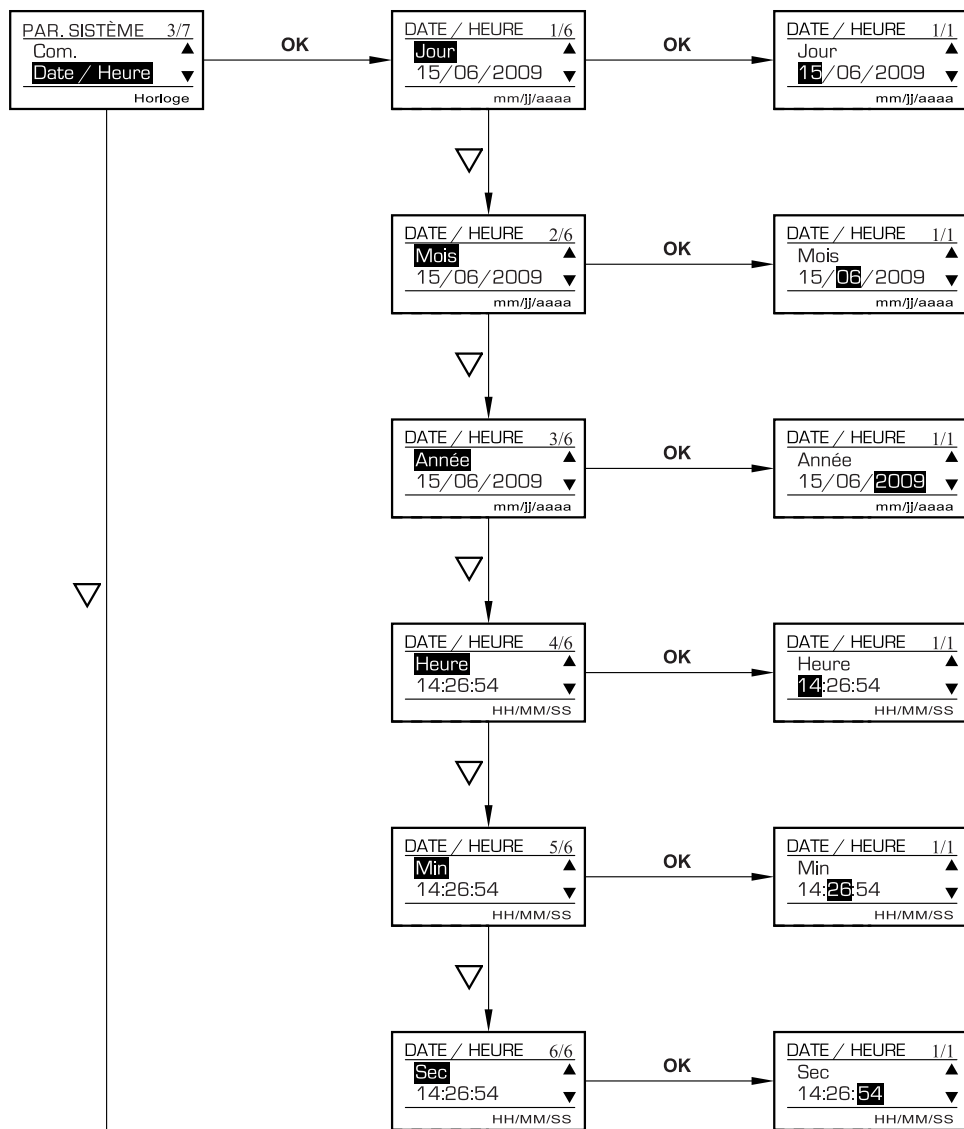 PAR. SISTÈME 3/7
Com.
Date / Heure
Horloge
OK
DATE / HEURE 1/6
Jour
15/06/2009
mm/jj/aaaa
OK
DATE / HEURE 1/1
Jour
15/06/2009
mm/jj/aaaa
DATE / HEURE 2/6
Mois
15/06/2009
mm/jj/aaaa
OK
DATE / HEURE 1/1
Mois
15/06/2009
mm/jj/aaaa
DATE / HEURE 3/6
Année
15/06/2009
mm/jj/aaaa
OK
DATE / HEURE 1/1
Année
15/06/2009
mm/jj/aaaa
DATE / HEURE 4/6
Heure
14:26:54
HH/MM/SS
OK
DATE / HEURE 1/1
Heure
14:26:54
HH/MM/SS
DATE / HEURE 5/6
Min
14:26:54
HH/MM/SS
OK
DATE / HEURE 1/1
Min
14:26:54
HH/MM/SS
DATE / HEURE 6/6
Sec
14:26:54
HH/MM/SS
OK
DATE / HEURE 1/1
Sec
14:26:54
HH/MM/SS